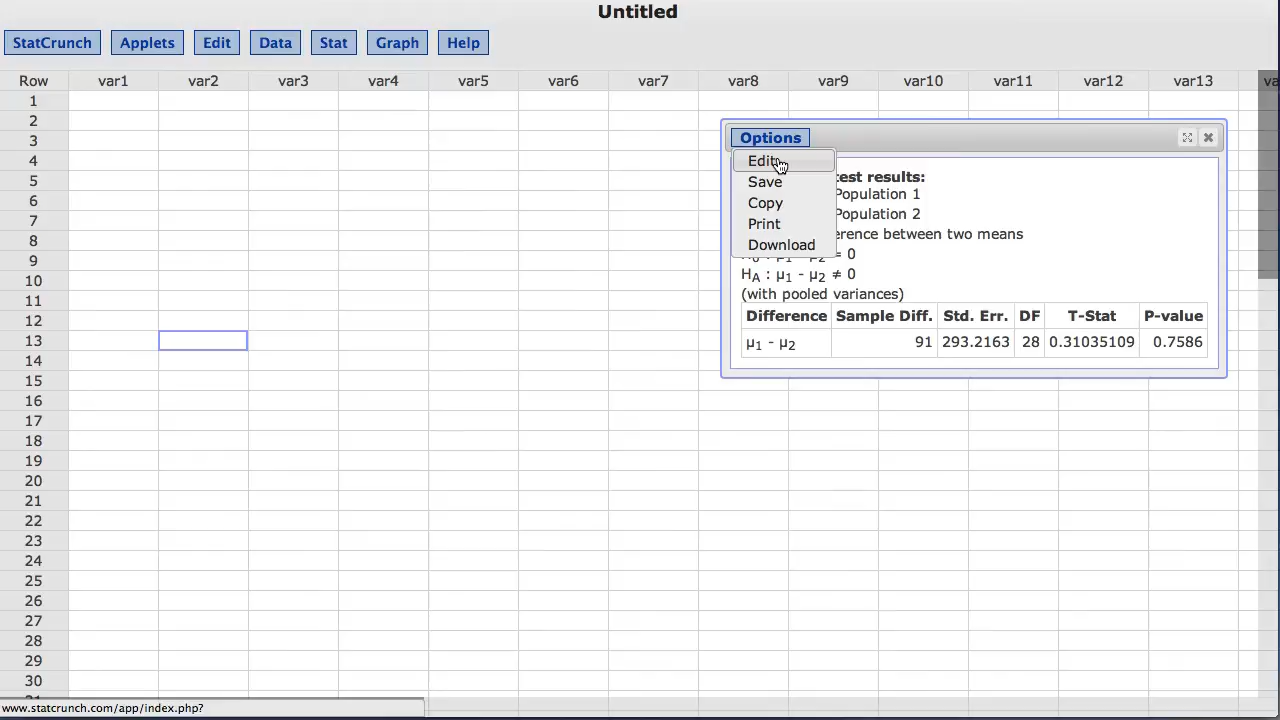 Untitled
StatCrunch Applets Edit Data Stat Graph Help
Row var1 var2 var3 var4 var5 var6 var7 var8 var9 var10 var11 var12 var13 va
1
2
3
4
5
6
7
8
9
10
11
12
13
14
15
16
17
18
19
20
21
22
23
24
25
26
27
28
29
30
Options
Edit
Save
Copy
Print
Download
test results:
Population 1
Population 2
erence between two means
H₀ : μ₁ - μ₂ = 0
H_A : μ₁ - μ₂ ≠ 0
(with pooled variances)
Difference Sample Diff. Std. Err. DF T-Stat P-value
μ₁ - μ₂ 91 293.2163 28 0.31035109 0.7586
www.statcrunch.com/app/index.php?